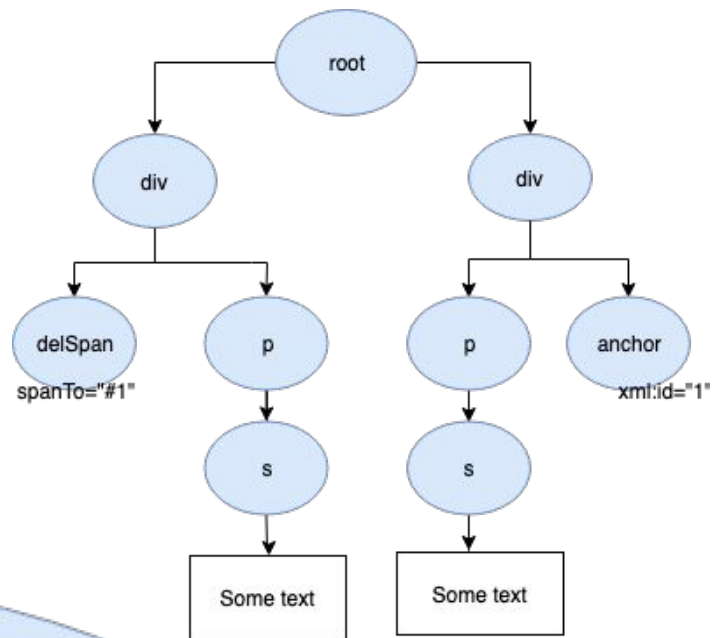 root
div
div
delSpan
p
p
anchor
spanTo="#1"
xml:id="1"
s
s
Some text
Some text